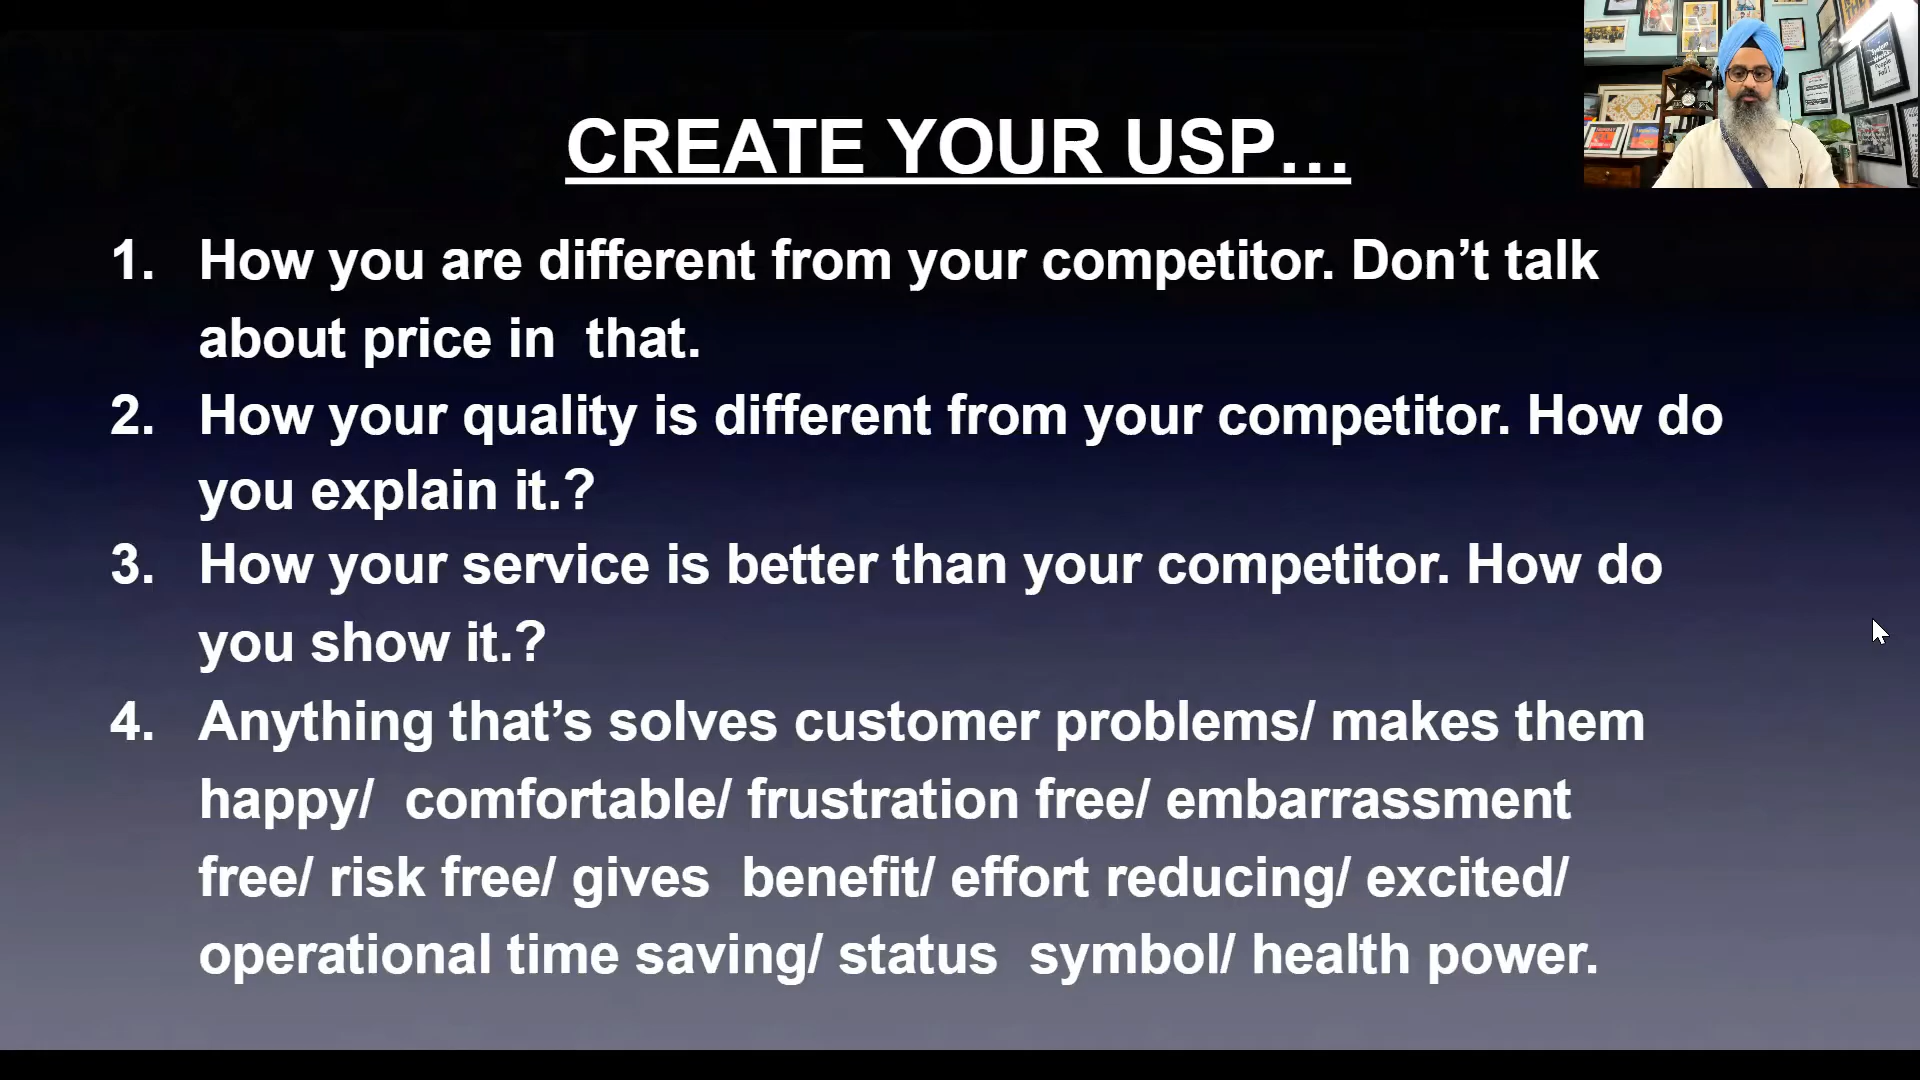 CREATE YOUR USP...
1. How you are different from your competitor. Don’t talk
about price in  that.
2. How your quality is different from your competitor. How do
you explain it.?
3. How your service is better than your competitor. How do
you show it.?
4. Anything that’s solves customer problems/ makes them
happy/  comfortable/ frustration free/ embarrassment
free/ risk free/ gives  benefit/ effort reducing/ excited/
operational time saving/ status  symbol/ health power.